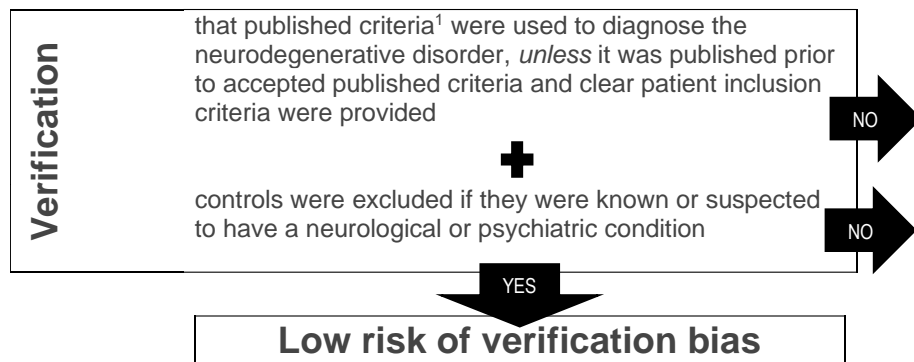 Verification
that published criteria¹ were used to diagnose the
neurodegenerative disorder, unless it was published prior
to accepted published criteria and clear patient inclusion
criteria were provided
NO
controls were excluded if they were known or suspected
to have a neurological or psychiatric condition
NO
YES
Low risk of verification bias